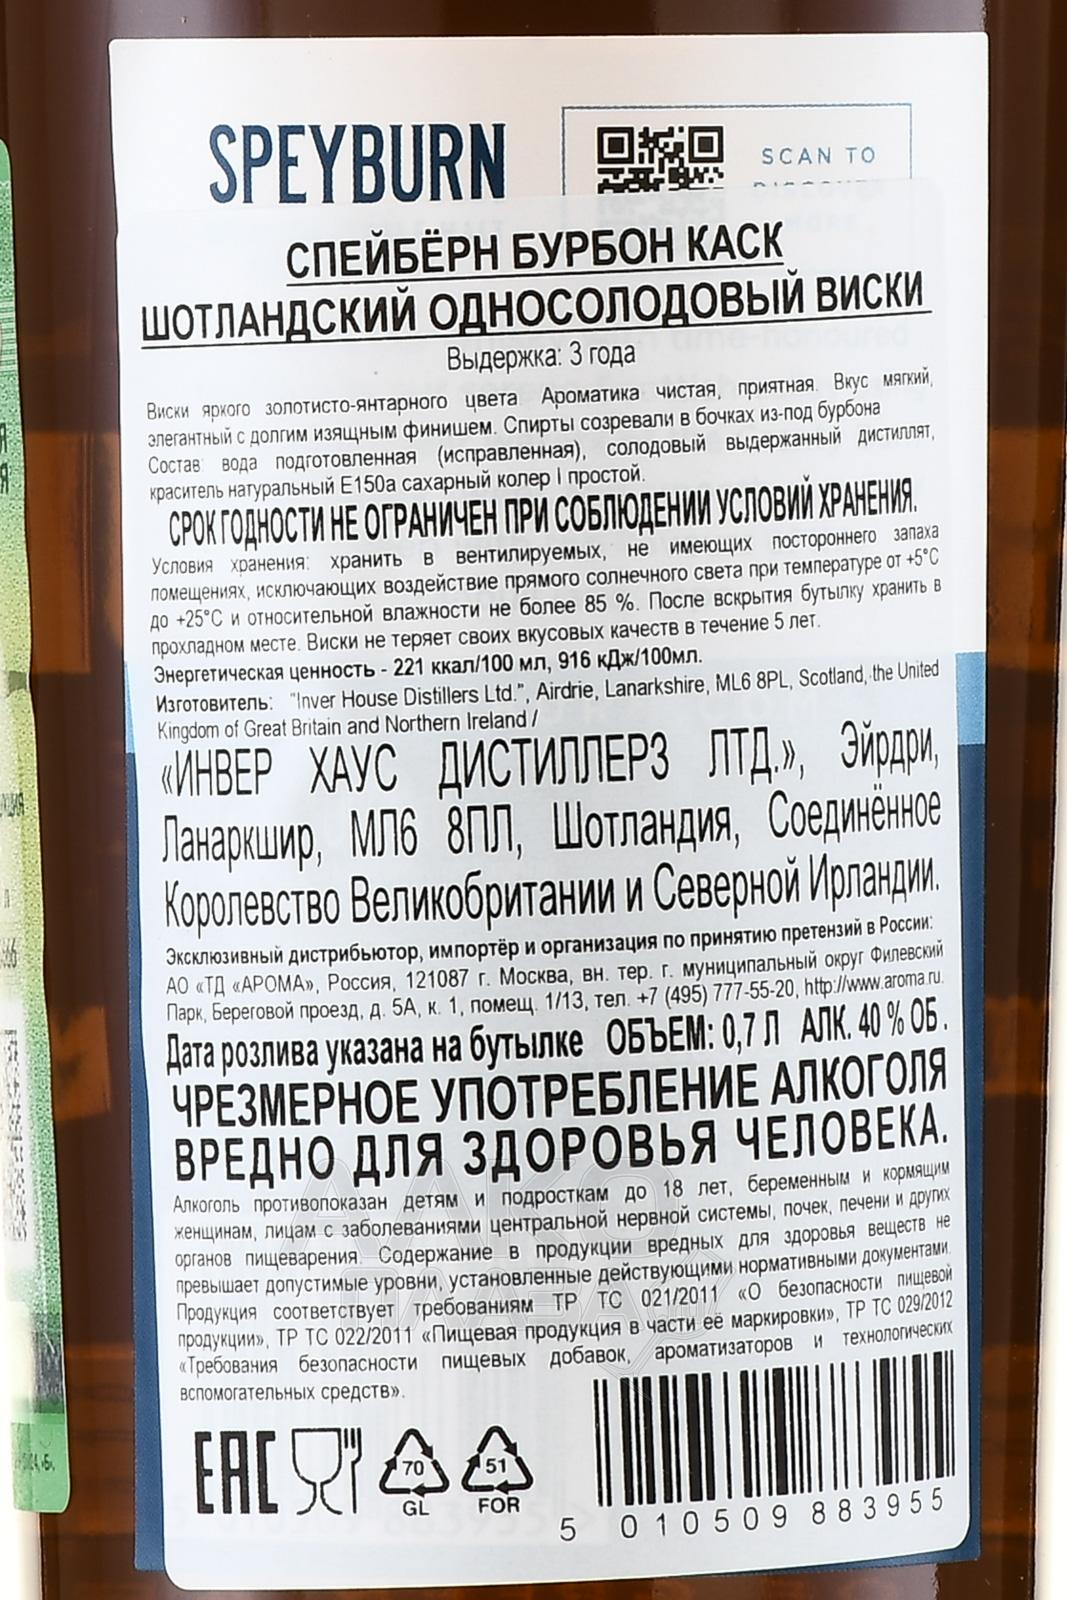 SPEYBURN
SCAN TO
DISCOVER
MORE
СПЕЙБЁРН БУРБОН КАСК
ШОТЛАНДСКИЙ ОДНОСОЛОДОВЫЙ ВИСКИ
Выдержка: 3 года
Виски яркого золотисто-янтарного цвета Ароматика чистая, приятная. Вкус мягкий,
элегантный с долгим изящным финишем. Спирты созревали в бочках из-под бурбона
Состав: вода подготовленная (исправленная), солодовый выдержанный дистиллят,
краситель натуральный Е150а сахарный колер I простой.
СРОК ГОДНОСТИ НЕ ОГРАНИЧЕН ПРИ СОБЛЮДЕНИИ УСЛОВИЙ ХРАНЕНИЯ.
Условия хранения: хранить в вентилируемых, не имеющих постороннего запаха
помещениях, исключающих воздействие прямого солнечного света при температуре от +5°С
до +25°С и относительной влажности не более 85 %. После вскрытия бутылку хранить в
прохладном месте. Виски не теряет своих вкусовых качеств в течение 5 лет.
Энергетическая ценность - 221 ккал/100 мл, 916 кДж/100мл.
Изготовитель: "Inver House Distillers Ltd.", Airdrie, Lanarkshire, ML6 8PL, Scotland, the United
Kingdom of Great Britain and Northern Ireland /
«ИНВЕР ХАУС ДИСТИЛЛЕРЗ ЛТД.», Эйрдри,
Ланаркшир, МЛ6 8ПЛ, Шотландия, Соединённое
Королевство Великобритании и Северной Ирландии.
Эксклюзивный дистрибьютор, импортёр и организация по принятию претензий в России:
АО «ТД «АРОМА», Россия, 121087 г. Москва, вн. тер. г. муниципальный округ Филевский
Парк, Береговой проезд, д. 5А, к. 1, помещ. 1/13, тел. +7 (495) 777-55-20, http://www.aroma.ru.
Дата розлива указана на бутылке ОБЪЕМ: 0,7 Л АЛК. 40 % ОБ.
ЧРЕЗМЕРНОЕ УПОТРЕБЛЕНИЕ АЛКОГОЛЯ
ВРЕДНО ДЛЯ ЗДОРОВЬЯ ЧЕЛОВЕКА.
Алкоголь противопоказан детям и подросткам до 18 лет, беременным и кормящим
женщинам, лицам с заболеваниями центральной нервной системы, почек, печени и других
органов пищеварения. Содержание в продукции вредных для здоровья веществ не
превышает допустимые уровни, установленные действующими нормативными документами.
Продукция соответствует требованиям ТР ТС 021/2011 «О безопасности пищевой
продукции», ТР ТС 022/2011 «Пищевая продукция в части её маркировки», ТР ТС 029/2012
«Требования безопасности пищевых добавок, ароматизаторов и технологических
вспомогательных средств».
EAC
70
GL
51
FOR
5 010509 883955